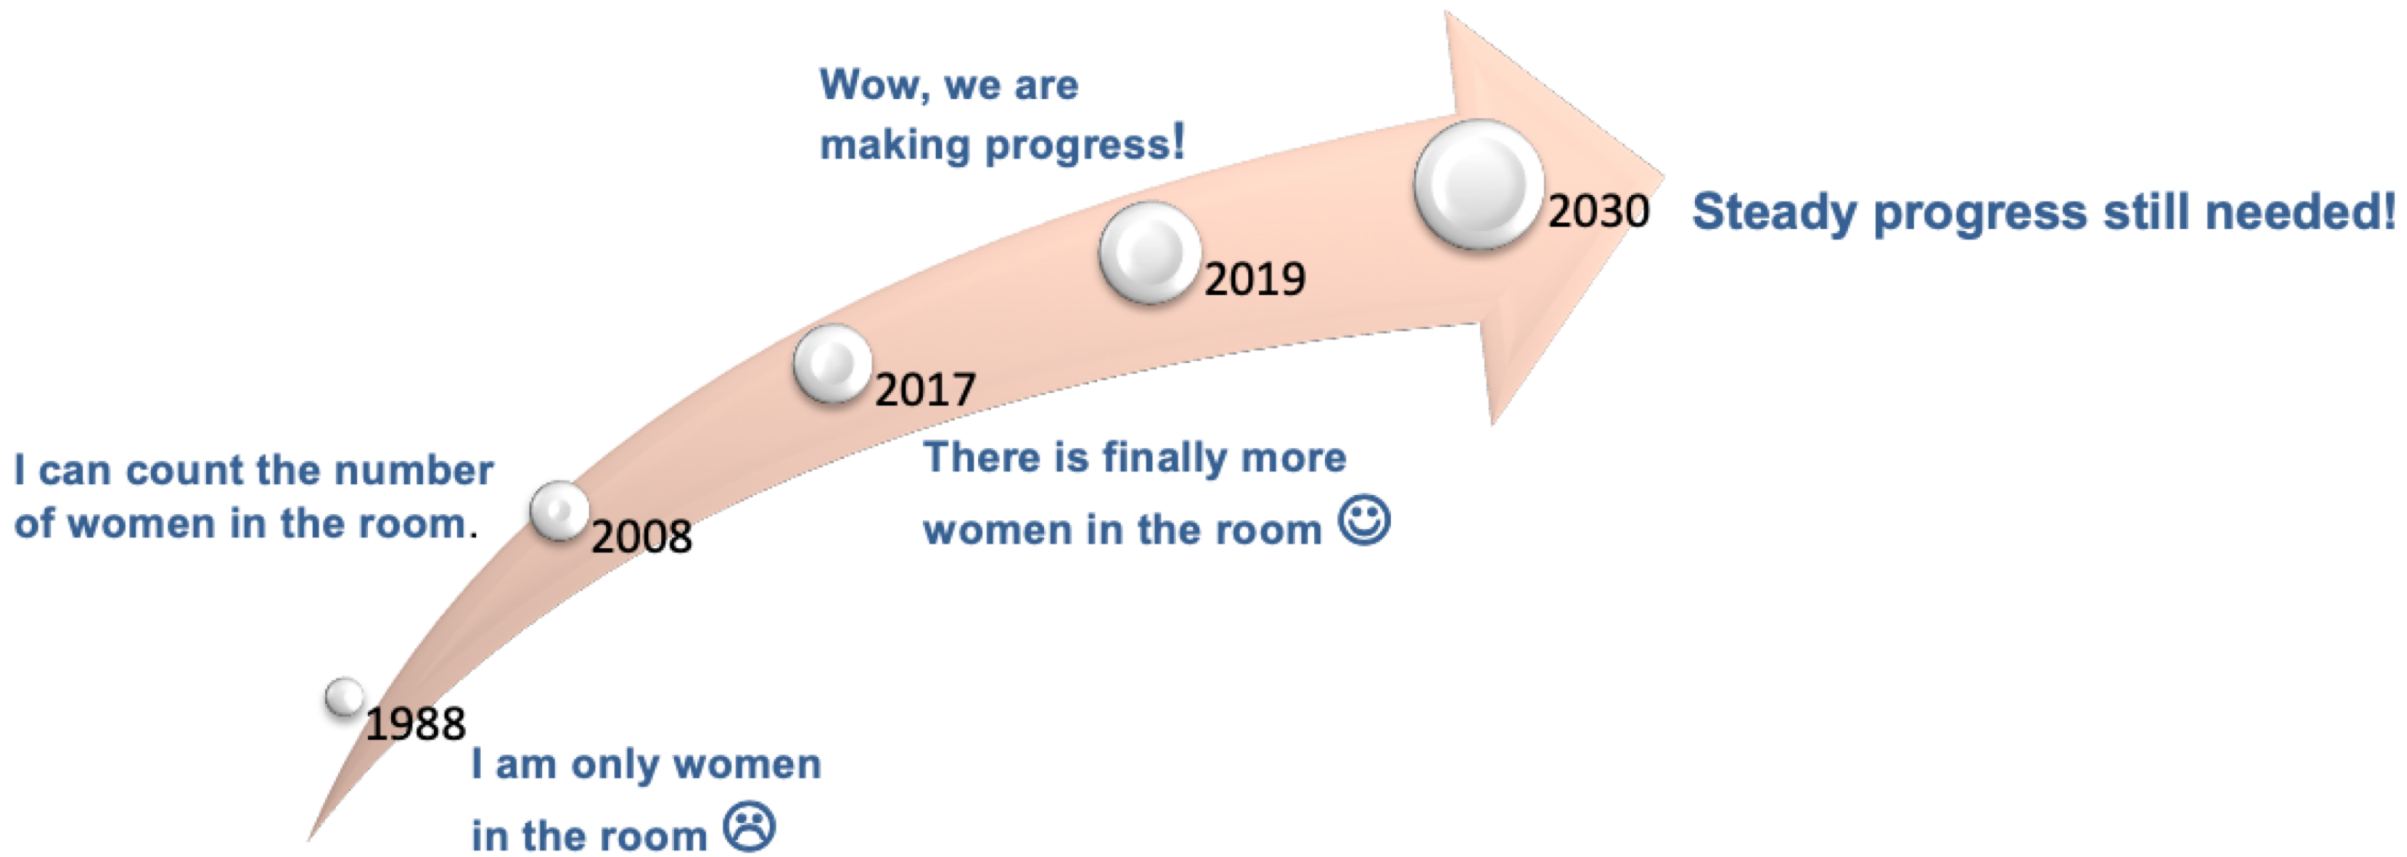 Wow, we are
making progress!
2030
Steady progress still needed!
2019
2017
There is finally more
women in the room ☺
I can count the number
of women in the room.
2008
1988
I am only women
in the room ☹